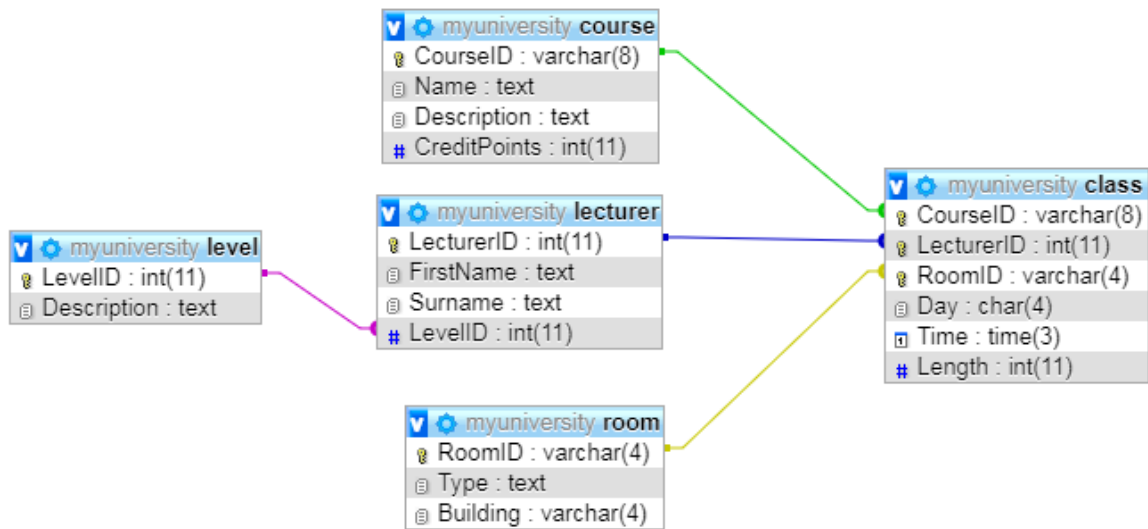 myuniversity course
CourseID : varchar(8)
Name : text
Description : text
# CreditPoints : int(11)
myuniversity level
LevelID : int(11)
Description : text
myuniversity lecturer
LecturerID : int(11)
FirstName : text
Surname : text
# LevelID : int(11)
myuniversity room
RoomID : varchar(4)
Type : text
Building : varchar(4)
myuniversity class
CourseID : varchar(8)
LecturerID : int(11)
RoomID : varchar(4)
Day : char(4)
Time : time(3)
# Length : int(11)